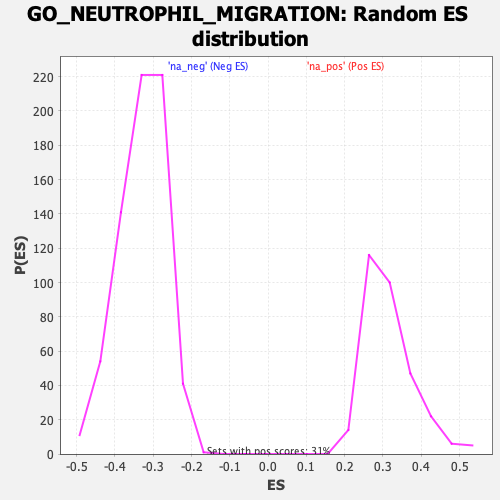 GO_NEUTROPHIL_MIGRATION: Random ES
distribution
'na_neg' (Neg ES)
'na_pos' (Pos ES)
220
200
180
160
140
120
100
80
60
40
20
0
P(ES)
Sets with pos scores: 31%
-0.5 -0.4 -0.3 -0.2 -0.1 0.0 0.1 0.2 0.3 0.4 0.5
ES